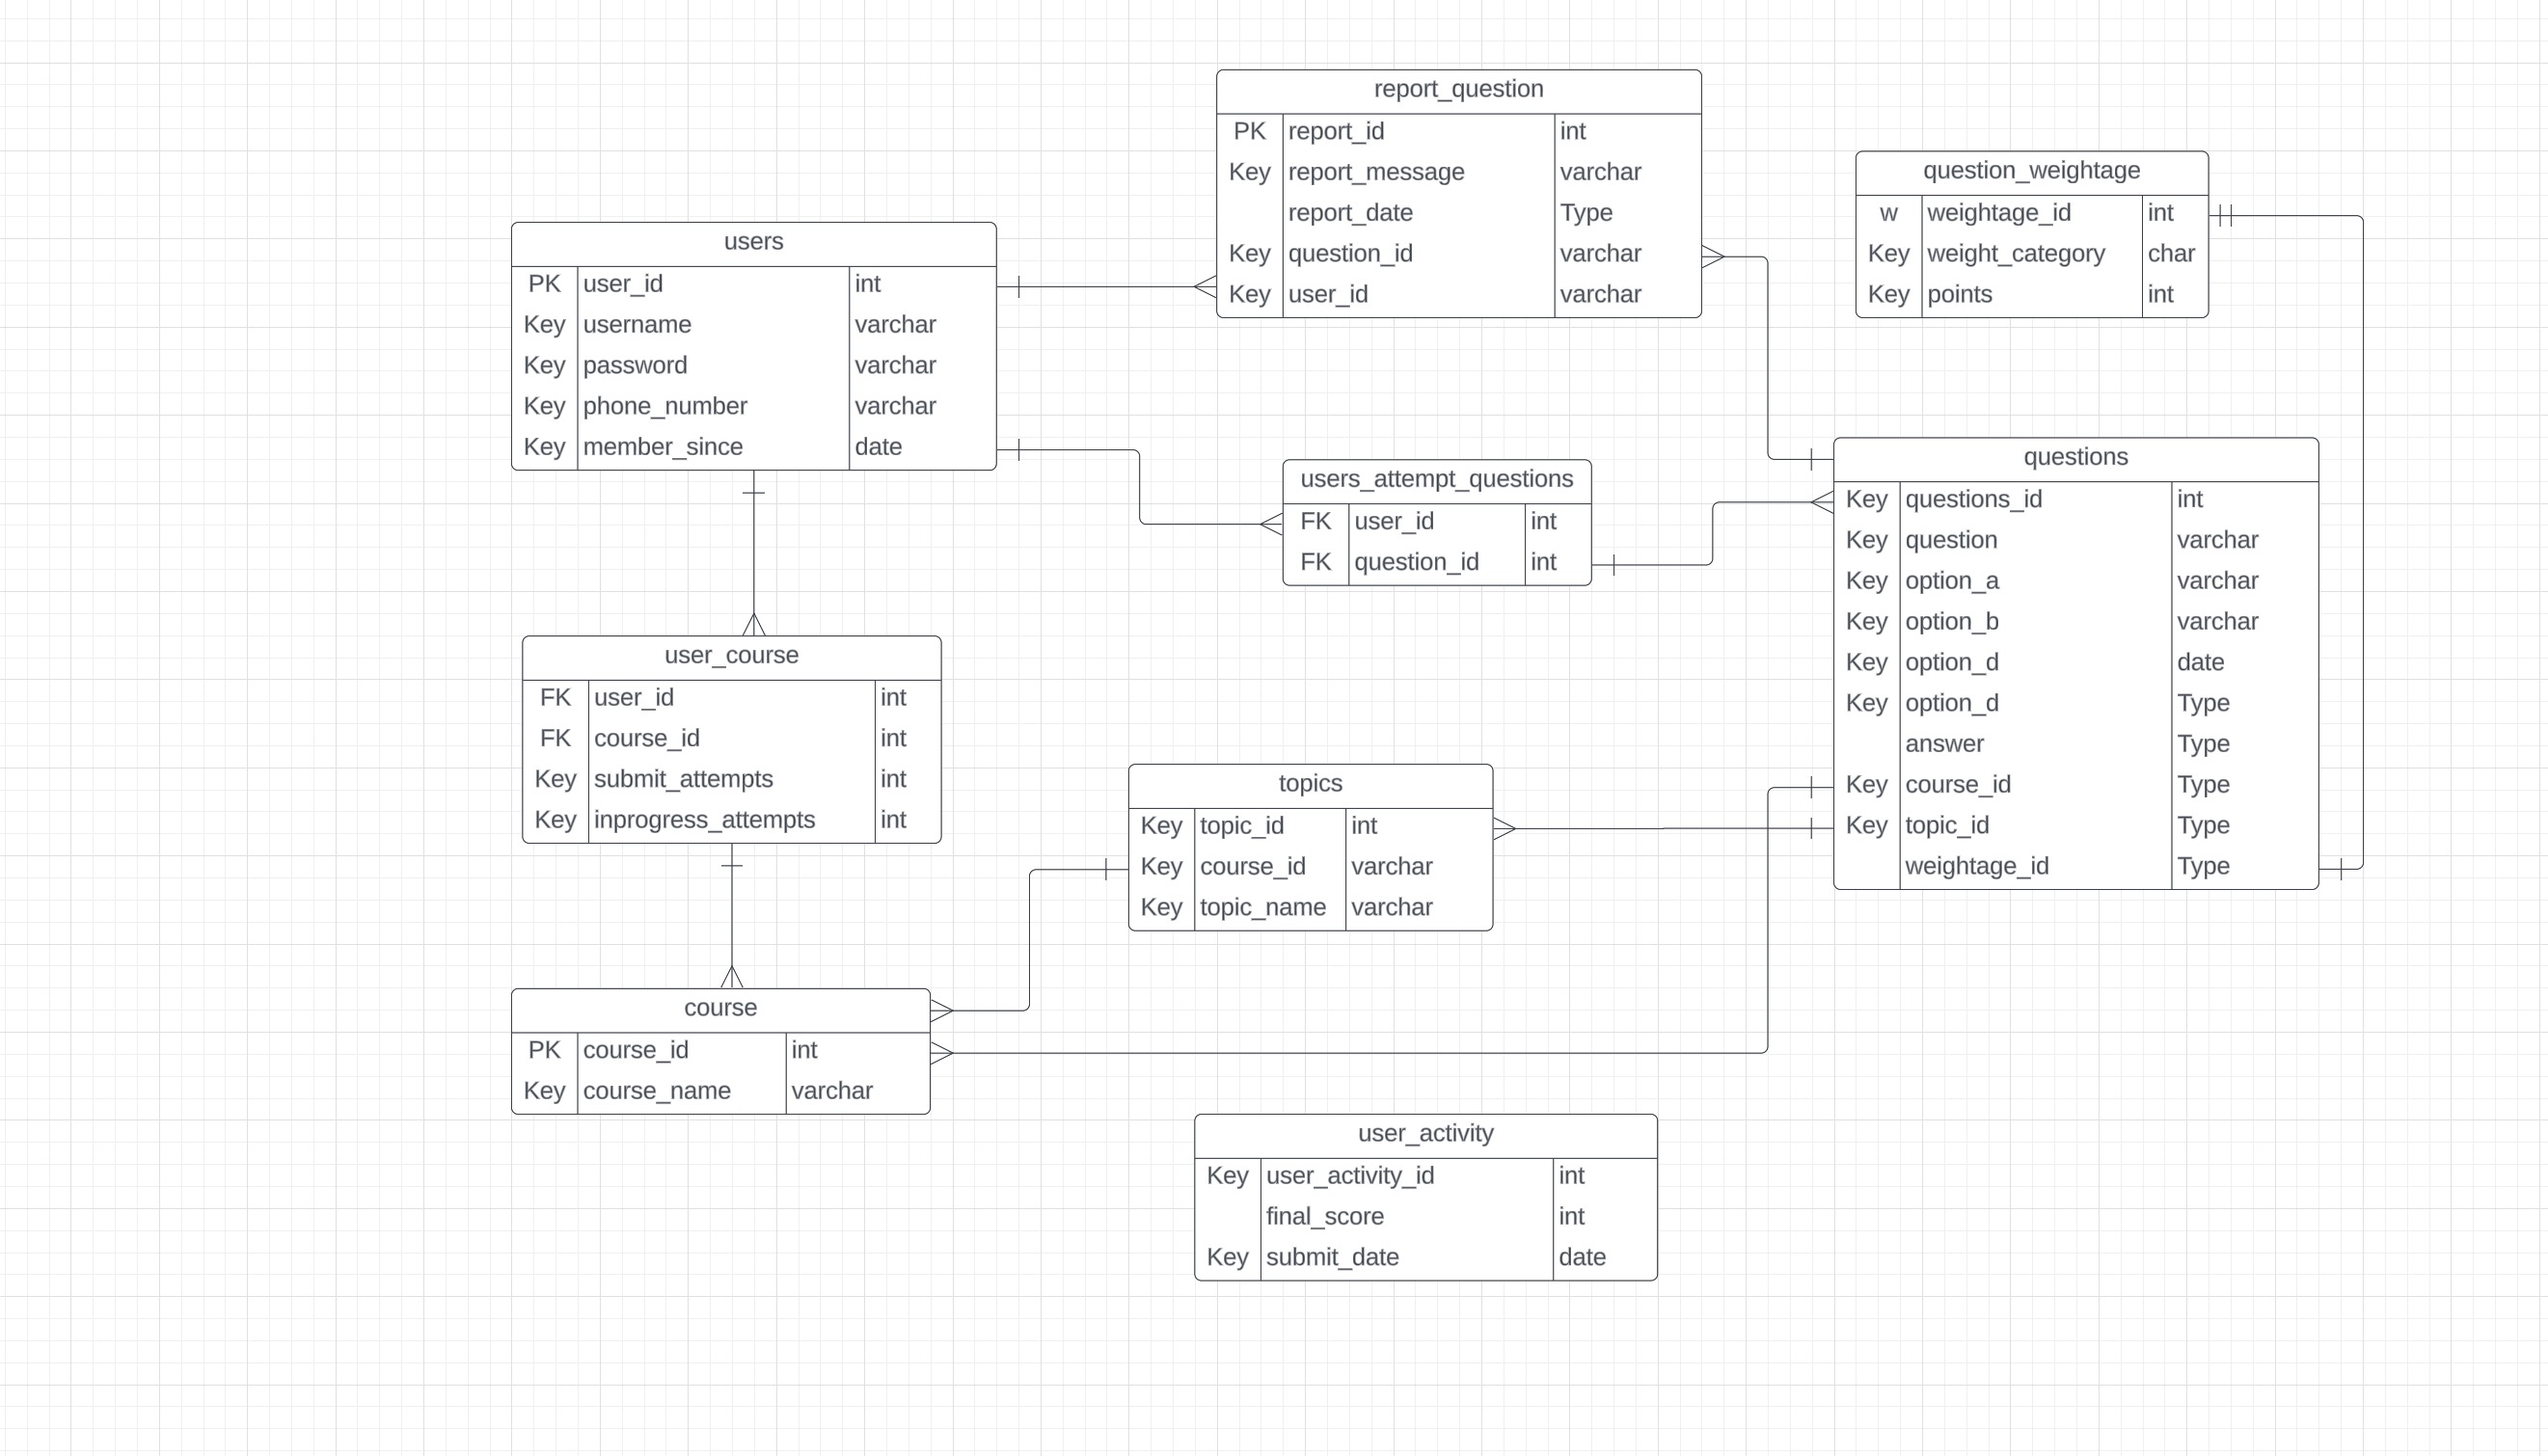 report_question
PK report_id int
Key report_message varchar
report_date Type
Key question_id varchar
Key user_id varchar
question_weightage
w weightage_id int
Key weight_category char
Key points int
users
PK user_id int
Key username varchar
Key password varchar
Key phone_number varchar
Key member_since date
users_attempt_questions
FK user_id int
FK question_id int
questions
Key questions_id int
Key question varchar
Key option_a varchar
Key option_b varchar
Key option_d date
Key option_d Type
answer Type
Key course_id Type
Key topic_id Type
weightage_id Type
user_course
FK user_id int
FK course_id int
Key submit_attempts int
Key inprogress_attempts int
topics
Key topic_id int
Key course_id varchar
Key topic_name varchar
course
PK course_id int
Key course_name varchar
user_activity
Key user_activity_id int
final_score int
Key submit_date date